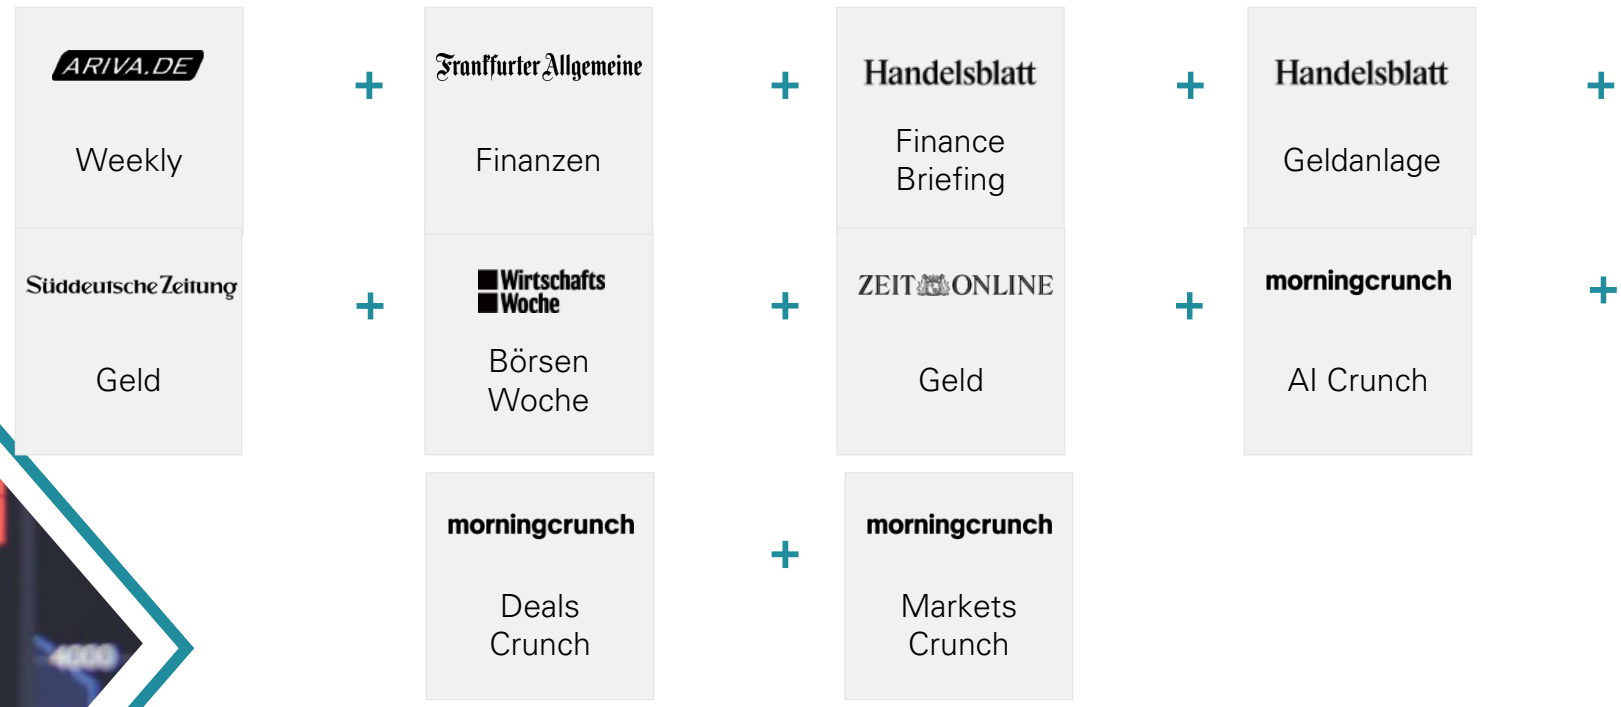 ARIVA.DE
Weekly
+
Frankfurter Allgemeine
Finanzen
+
Handelsblatt
Finance
Briefing
+
Handelsblatt
Geldanlage
+
Süddeutsche Zeitung
Geld
+
Wirtschafts
Woche
Börsen
Woche
+
ZEIT ONLINE
Geld
+
morningcrunch
AI Crunch
+
morningcrunch
Deals
Crunch
+
morningcrunch
Markets
Crunch
4000